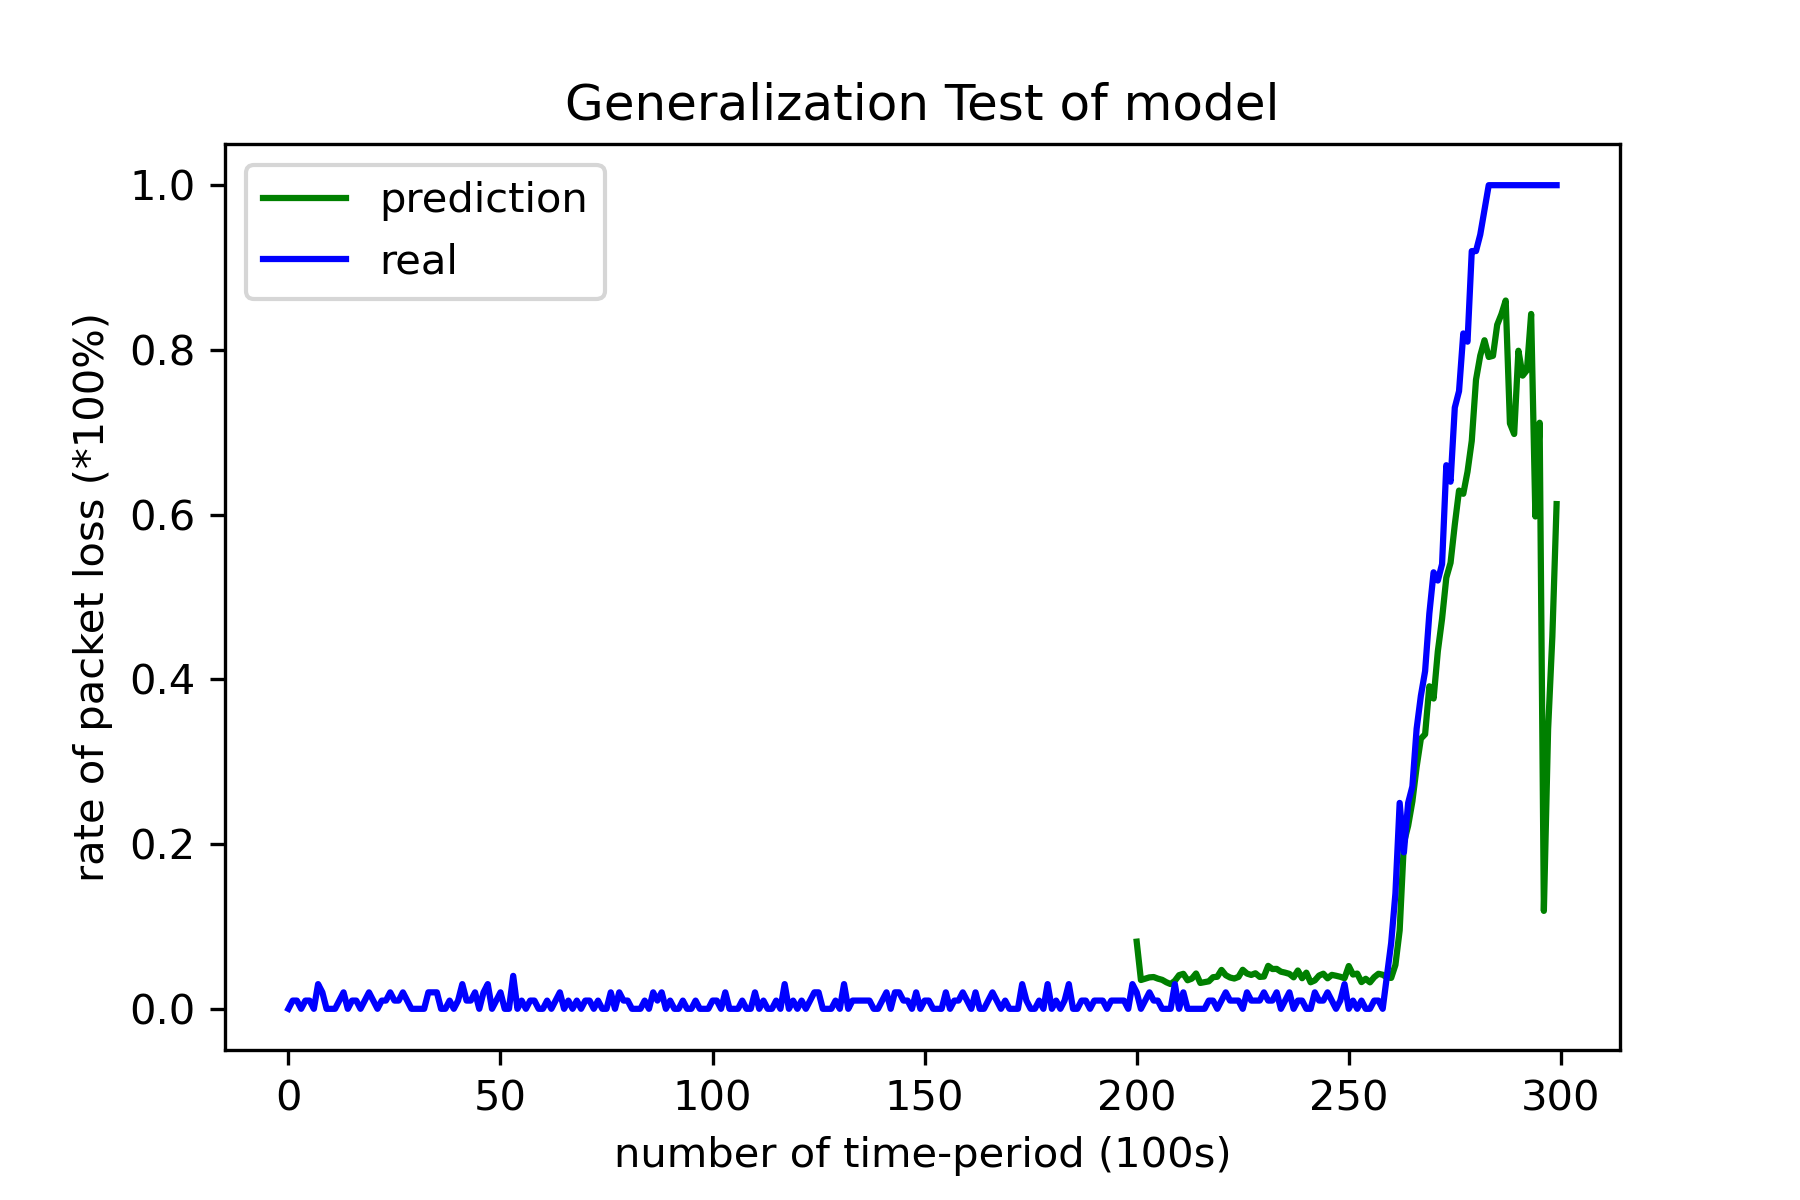 Generalization Test of model
prediction
real
1.0
0.8
0.6
0.4
0.2
0.0
rate of packet loss (*100%)
0 50 100 150 200 250 300
number of time-period (100s)